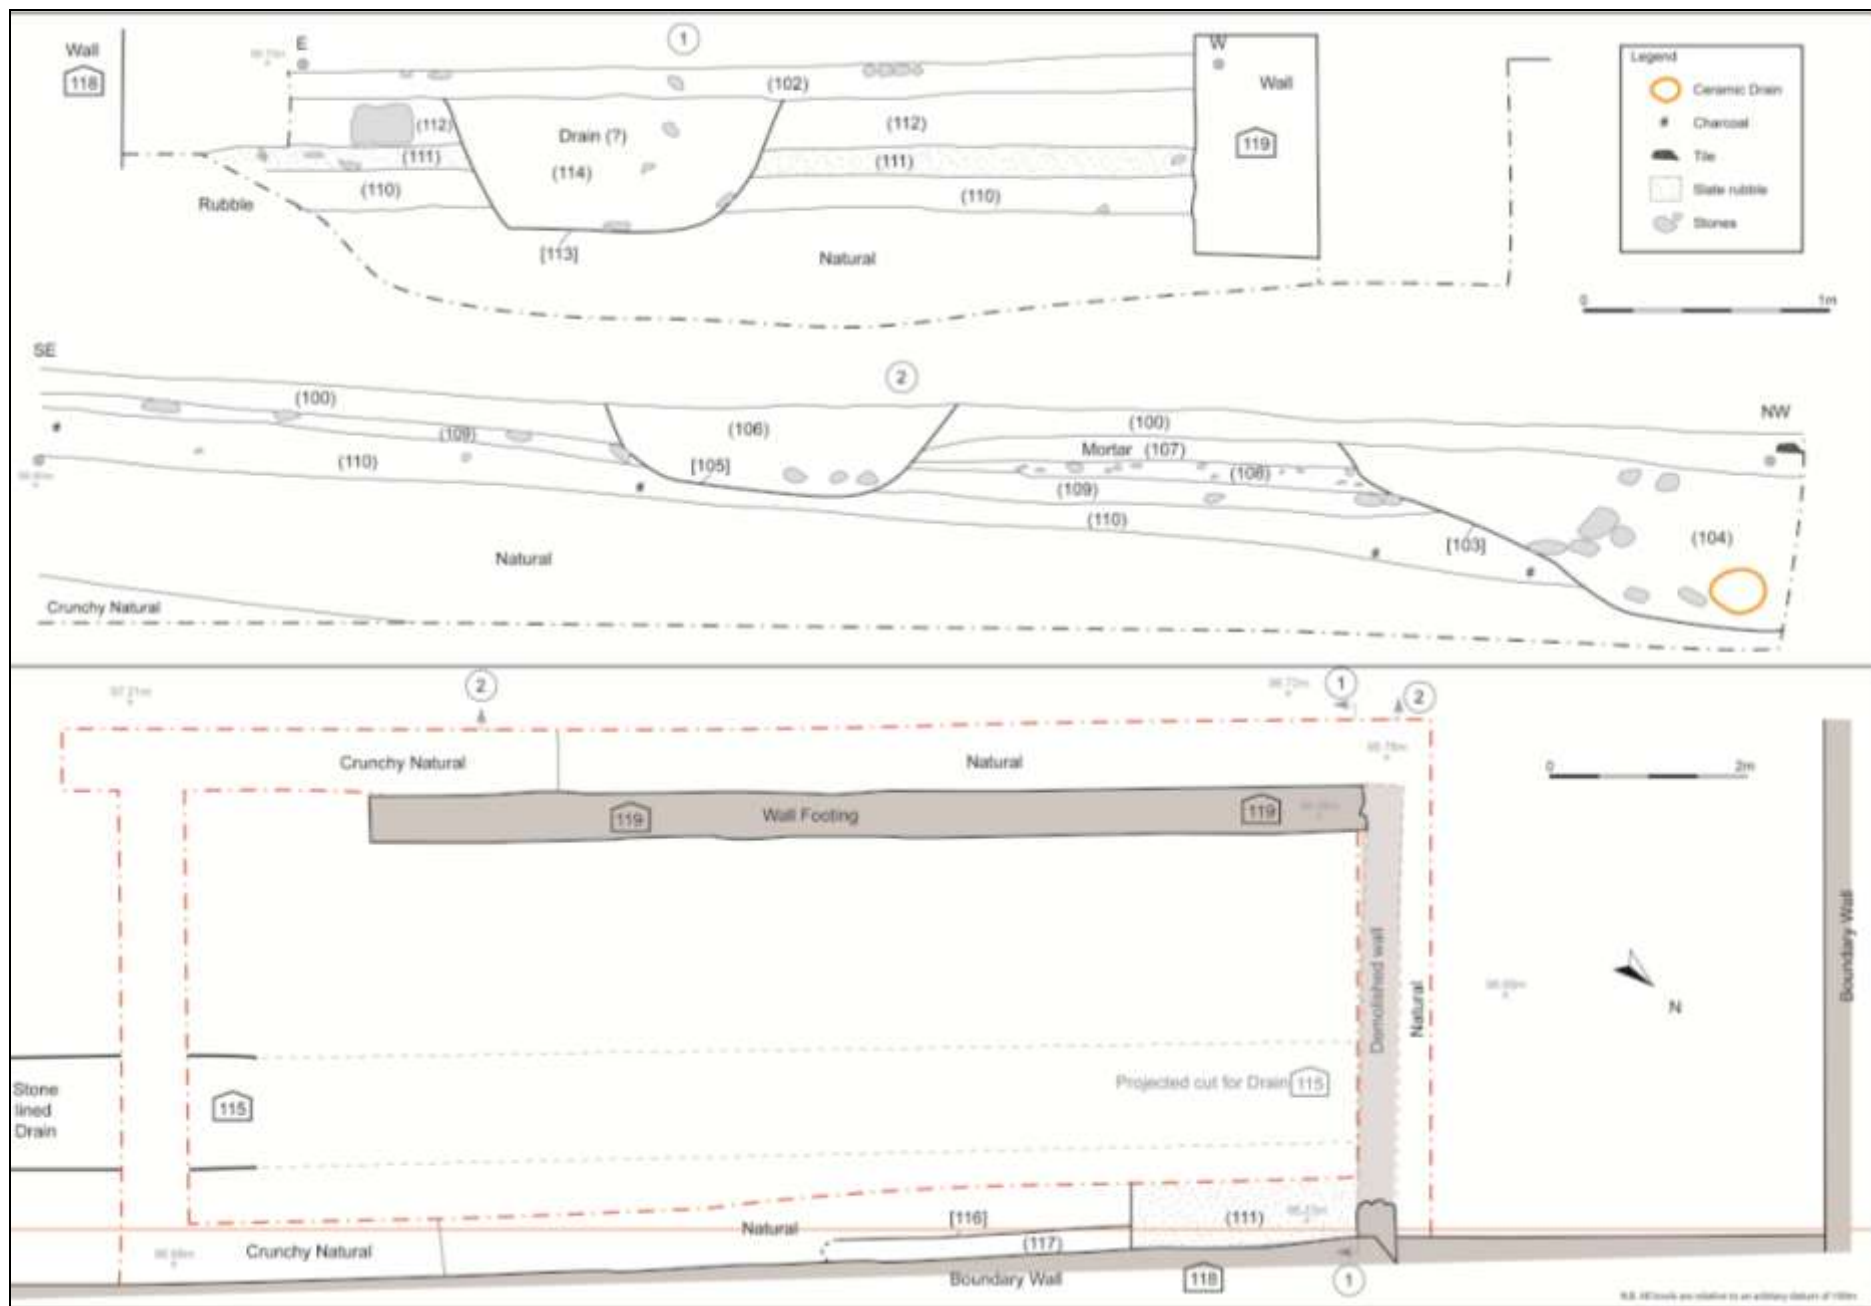 Wall
118
E
1
W
(102)
Wall
(112)
Drain (?)
(112)
119
(111)
(114)
(111)
(110)
(110)
Rubble
[113]
Natural
Legend
Ceramic Drain
Charcoal
Tile
Slate rubble
Stones
0 1m
SE
2
NW
(100)
(106)
(100)
(109)
Mortar (107)
(110)
[105]
(108)
(109)
(110)
[103]
(104)
Natural
Crunchy Natural
97.21m
2
1
2
Crunchy Natural
Natural
0 2m
119
Wall Footing
119
Demolished wall
Natural
Boundary Wall
N
Stone
lined
Drain
115
Projected cut for Drain 115
Natural
[116]
(111)
Crunchy Natural
(117)
Boundary Wall
118
1